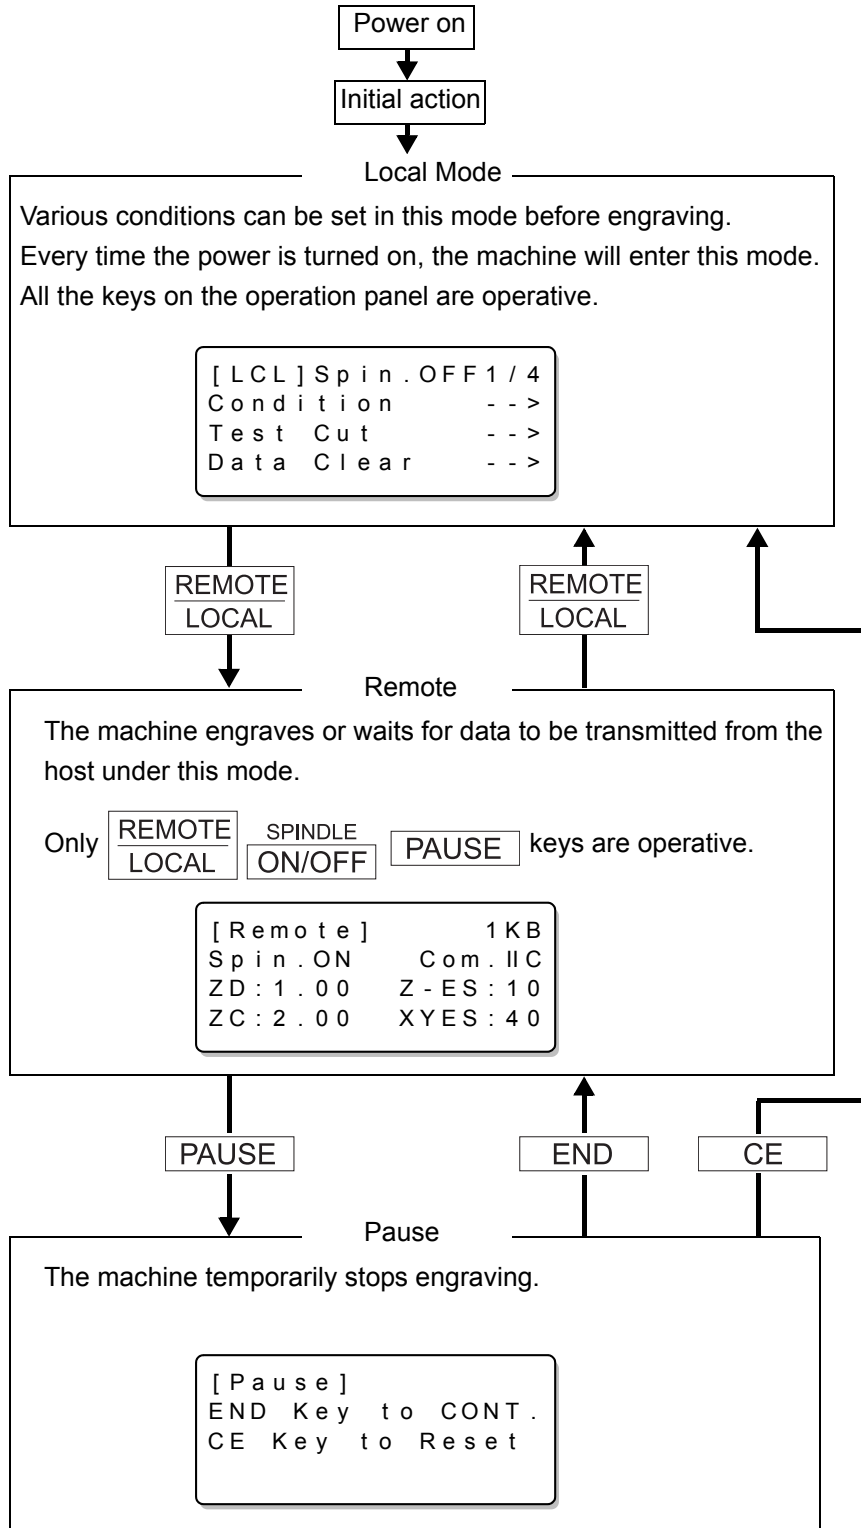 Power on
Initial action
Local Mode
Various conditions can be set in this mode before engraving.
Every time the power is turned on, the machine will enter this mode.
All the keys on the operation panel are operative.
[LCL]Spin.OFF1/4
Condition -->
Test Cut -->
Data Clear -->
REMOTE REMOTE
LOCAL LOCAL
Remote
The machine engraves or waits for data to be transmitted from the
host under this mode.
Only REMOTE LOCAL SPINDLE ON/OFF PAUSE keys are operative.
[Remote] 1KB
Spin.ON Com.IIC
ZD:1.00 Z-ES:10
ZC:2.00 XYES:40
PAUSE END CE
Pause
The machine temporarily stops engraving.
[Pause]
END Key to CONT.
CE Key to Reset